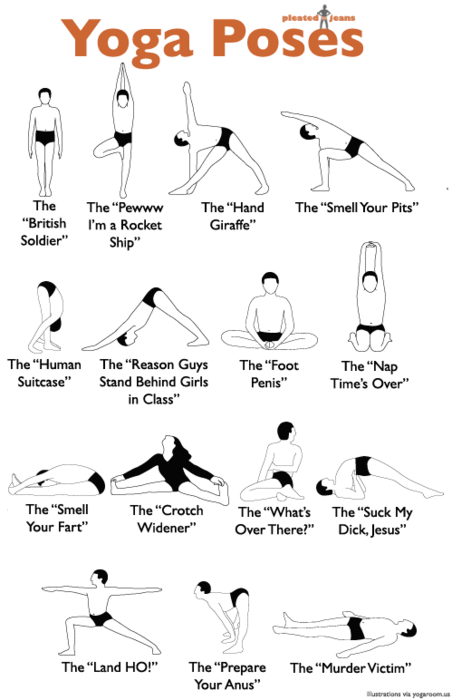 pleated jeans
Yoga Poses
The
“British
Soldier”
The “Pewww
I’m a Rocket
Ship”
The “Hand
Giraffe”
The “Smell Your Pits”
The “Human
Suitcase”
The “Reason Guys
Stand Behind Girls
in Class”
The “Foot
Penis”
The “Nap
Time’s Over”
The “Smell
Your Fart”
The “Crotch
Widener”
The “What’s
Over There?”
The “Suck My
Dick, Jesus”
The “Land HO!”
The “Prepare
Your Anus”
The “Murder Victim”
illustrations via yogaroom.us